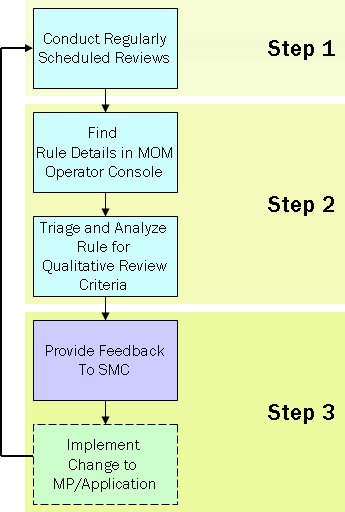 Conduct Regularly
Scheduled Reviews
Step 1
Find
Rule Details in MOM
Operator Console
Step 2
Triage and Analyze
Rule for
Qualitative Review
Criteria
Provide Feedback
To SMC
Step 3
Implement
Change to
MP/Application